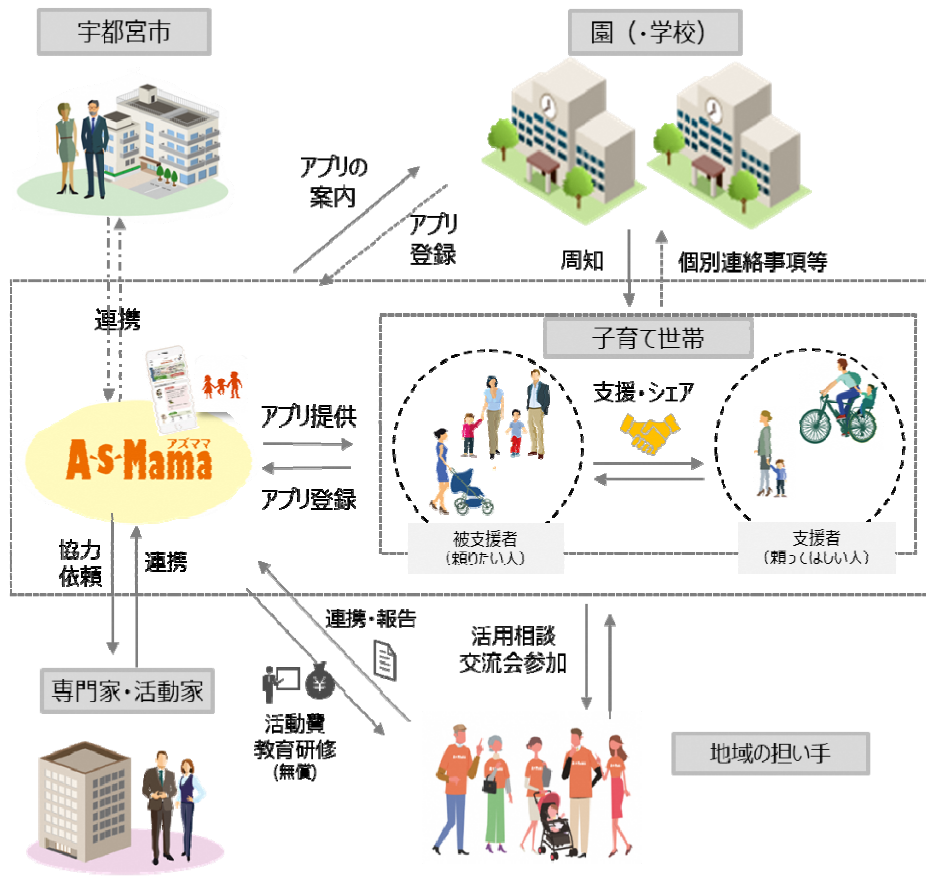 宇都宮市
園（・学校）
アプリの
案内
アプリ
登録
周知
個別連絡事項等
連携
子育て世帯
支援・シェア
アプリ提供
アズママ
AsMama
アプリ登録
被支援者
（頼りたい人）
支援者
（頼ってほしい人）
協力
依頼
連携
連携・報告
活用相談
交流会参加
専門家・活動家
¥
活動費
教育研修
（無償）
地域の担い手